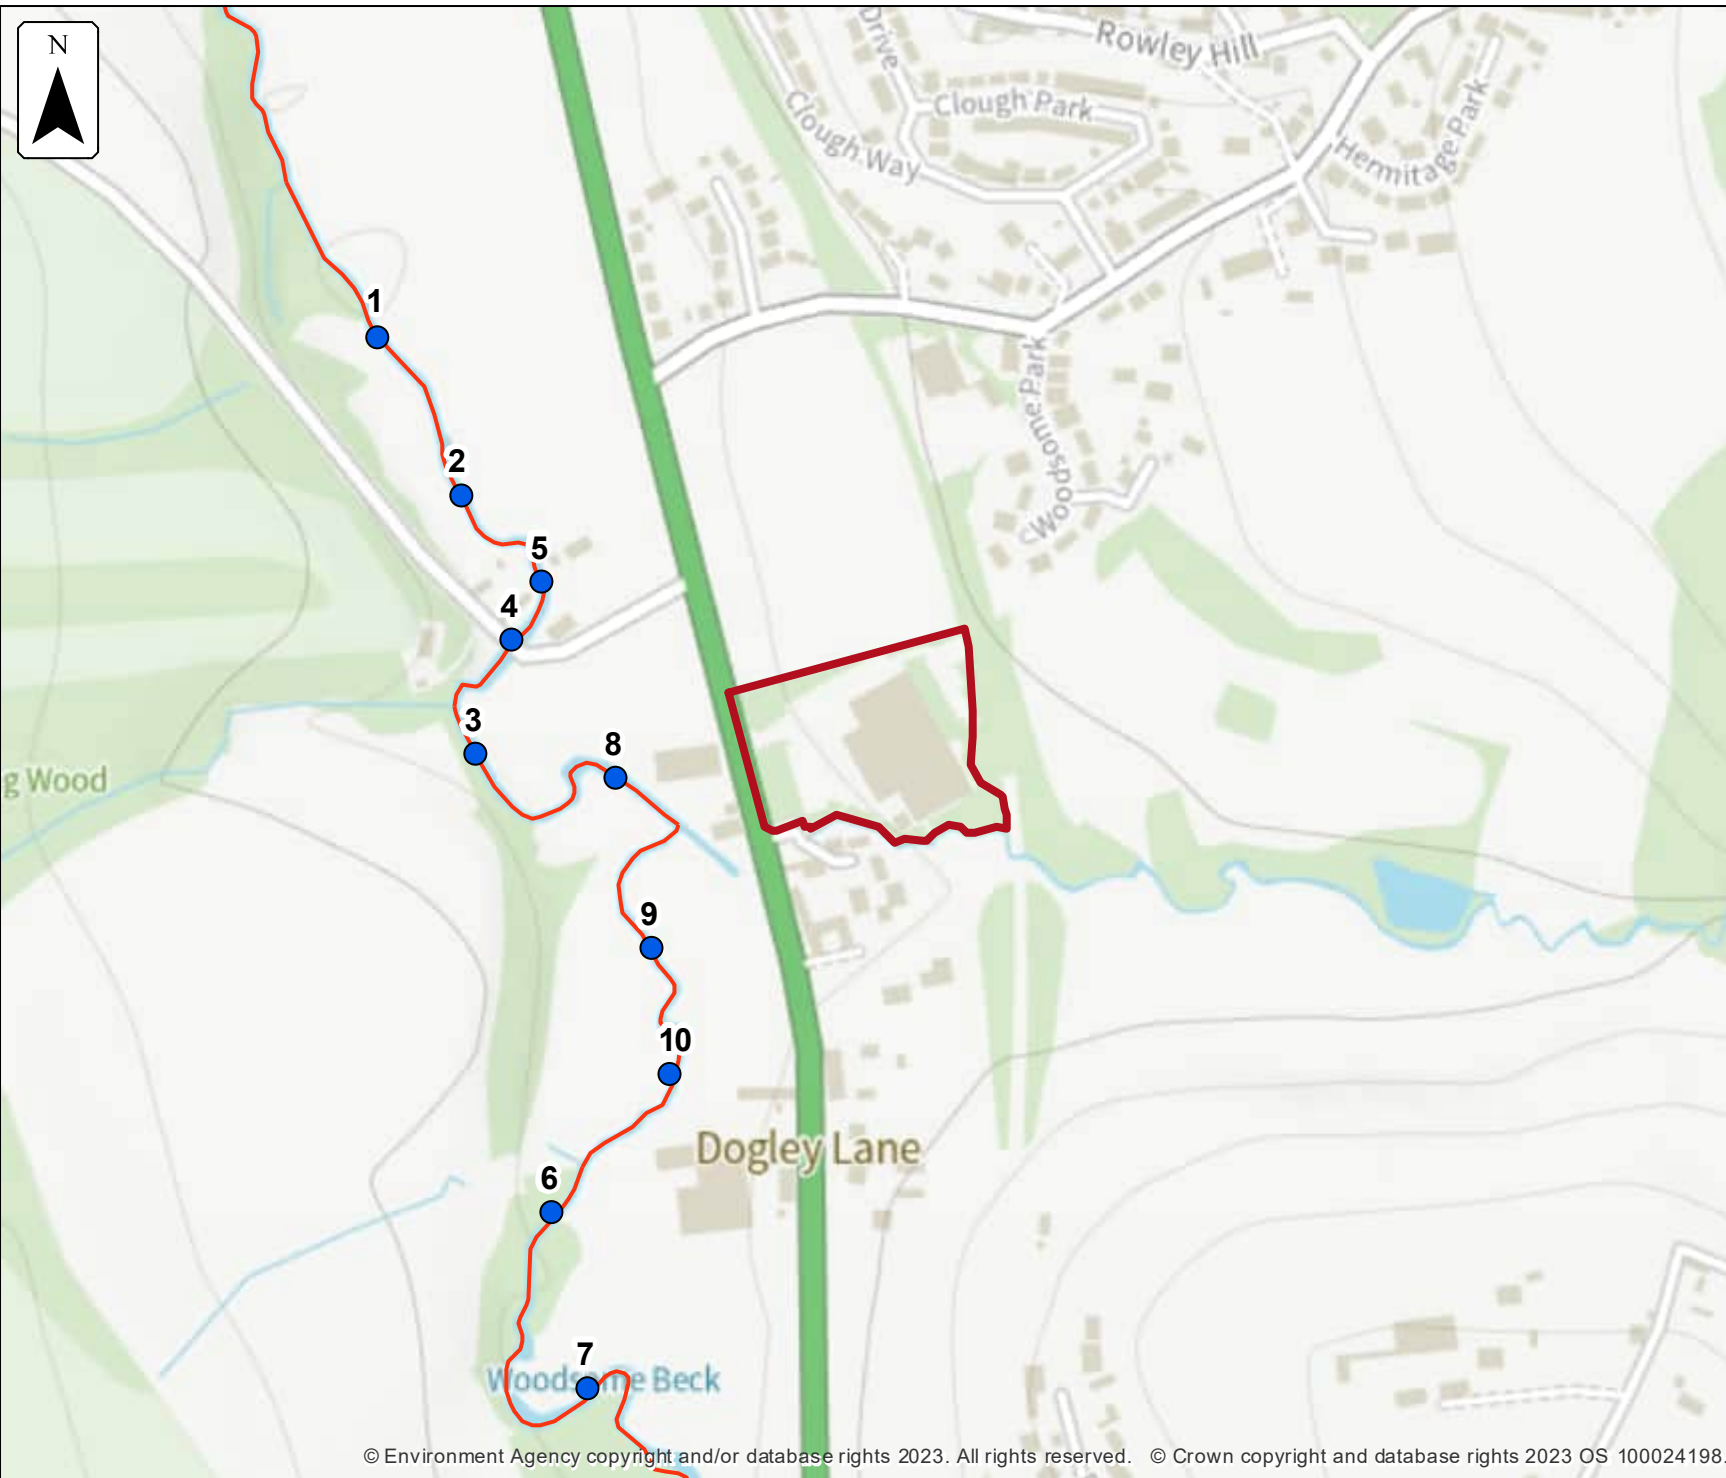 N
Drive
Rowley Hill
Clough Park
Clough Way
Hermitage Park
1
2
Woodsome Park
5
4
3
8
g Wood
9
10
Dogley Lane
6
7
Woodsome Beck
© Environment Agency copyright and/or database rights 2023. All rights reserved. © Crown copyright and database rights 2023 OS 100024198